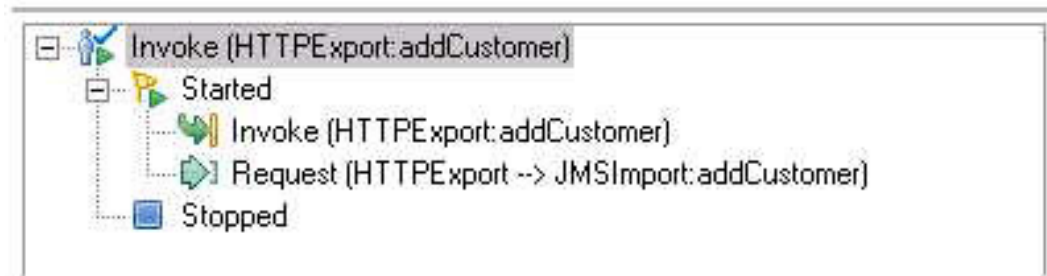 Invoke (HTTPExport:addCustomer)
Started
Invoke (HTTPExport:addCustomer)
Request (HTTPExport --> JMSImport:addCustomer)
Stopped